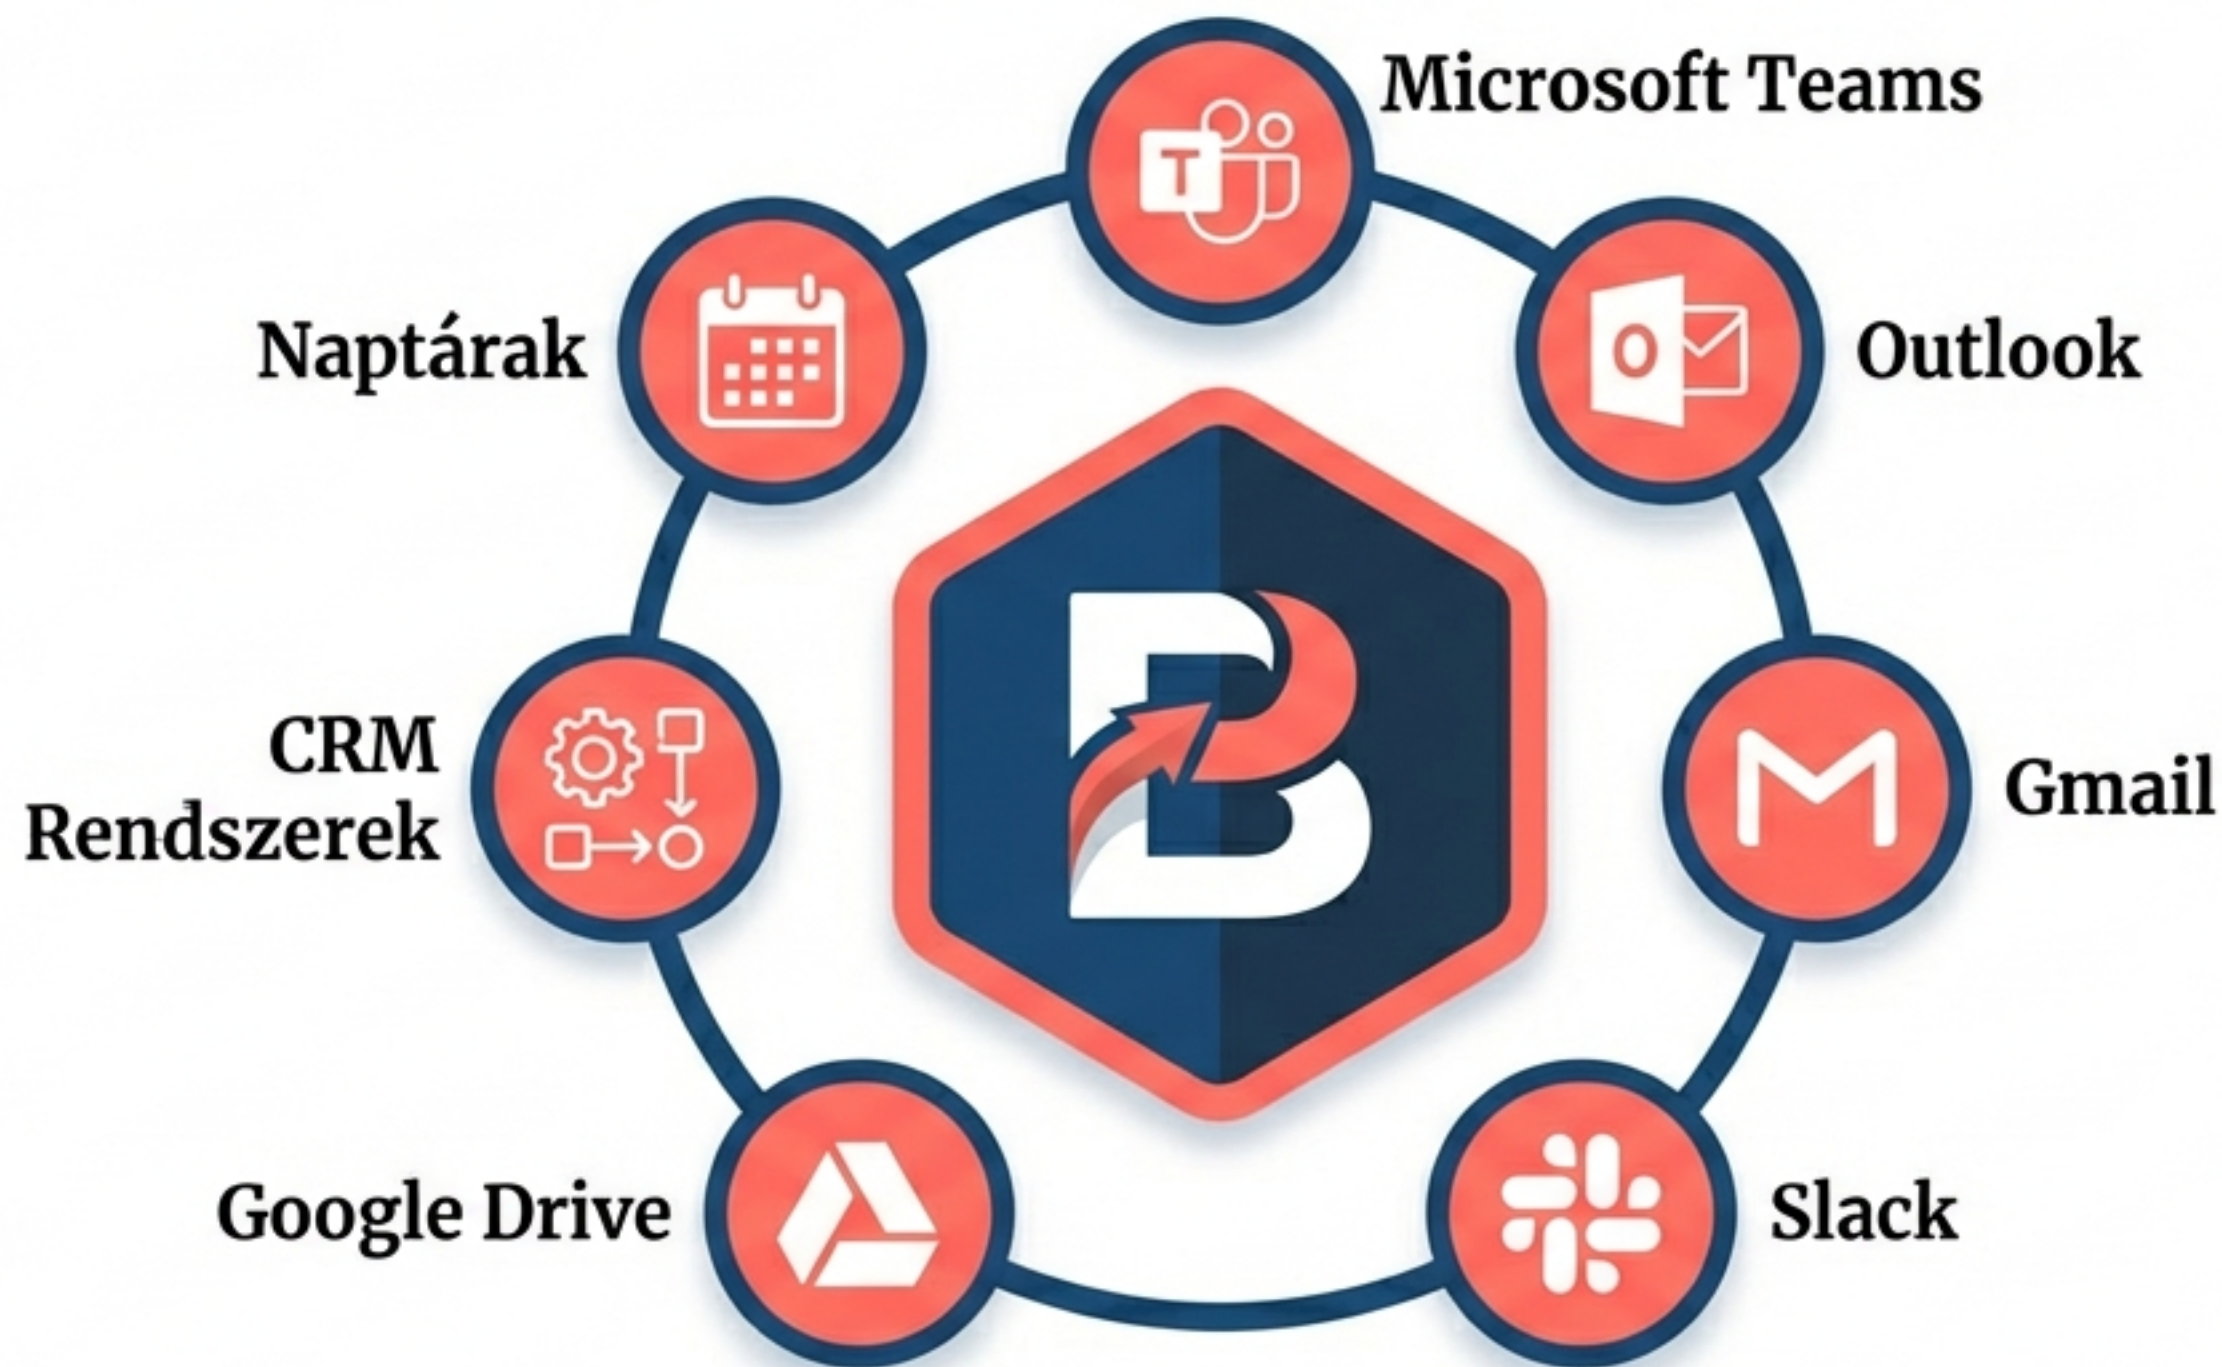 Microsoft Teams
Naptárak
Outlook
CRM
Rendszerek
Gmail
Google Drive
Slack